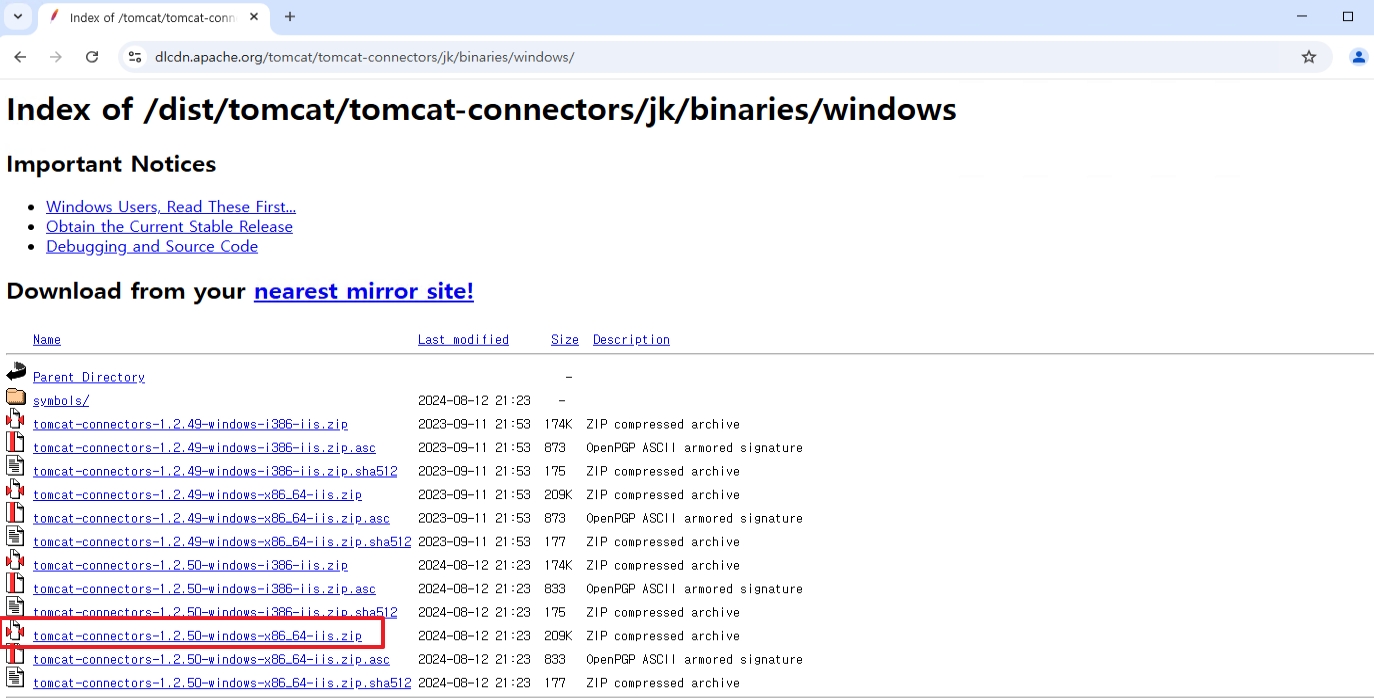 Index of /tomcat/tomcat-conn
dlcdn.apache.org/tomcat/tomcat-connectors/jk/binaries/windows/
Index of /dist/tomcat/tomcat-connectors/jk/binaries/windows
Important Notices
Windows Users, Read These First...
Obtain the Current Stable Release
Debugging and Source Code
Download from your nearest mirror site!
Name Last modified Size Description
Parent Directory -
symbols/ 2024-08-12 21:23 -
tomcat-connectors-1.2.49-windows-i386-iis.zip 2023-09-11 21:53 174K ZIP compressed archive
tomcat-connectors-1.2.49-windows-i386-iis.zip.asc 2023-09-11 21:53 873 OpenPGP ASCII armored signature
tomcat-connectors-1.2.49-windows-i386-iis.zip.sha512 2023-09-11 21:53 175 ZIP compressed archive
tomcat-connectors-1.2.49-windows-x86_64-iis.zip 2023-09-11 21:53 209K ZIP compressed archive
tomcat-connectors-1.2.49-windows-x86_64-iis.zip.asc 2023-09-11 21:53 873 OpenPGP ASCII armored signature
tomcat-connectors-1.2.49-windows-x86_64-iis.zip.sha512 2023-09-11 21:53 177 ZIP compressed archive
tomcat-connectors-1.2.50-windows-i386-iis.zip 2024-08-12 21:23 174K ZIP compressed archive
tomcat-connectors-1.2.50-windows-i386-iis.zip.asc 2024-08-12 21:23 833 OpenPGP ASCII armored signature
tomcat-connectors-1.2.50-windows-i386-iis.zip.sha512 2024-08-12 21:23 175 ZIP compressed archive
tomcat-connectors-1.2.50-windows-x86_64-iis.zip 2024-08-12 21:23 209K ZIP compressed archive
tomcat-connectors-1.2.50-windows-x86_64-iis.zip.asc 2024-08-12 21:23 833 OpenPGP ASCII armored signature
tomcat-connectors-1.2.50-windows-x86_64-iis.zip.sha512 2024-08-12 21:23 177 ZIP compressed archive